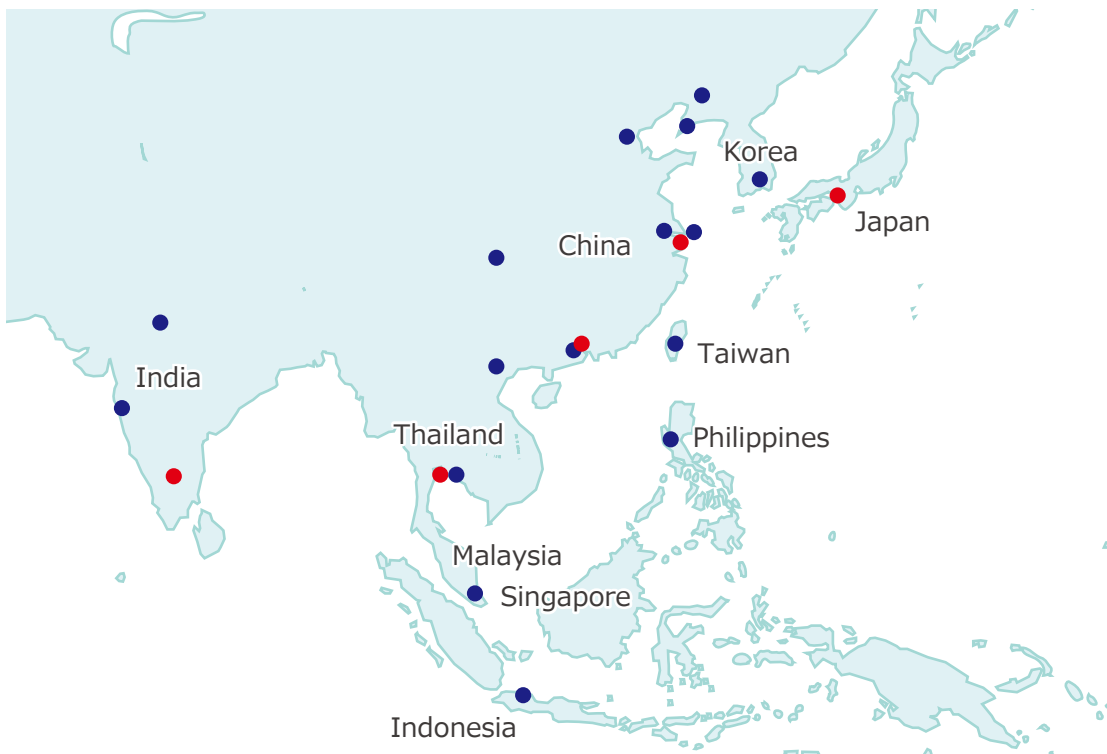 Korea
Japan
China
Taiwan
India
Thailand
Philippines
Malaysia
Singapore
Indonesia